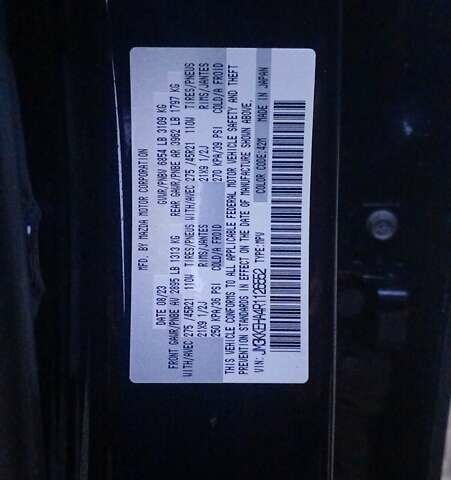 MFD. BY MAZDA MOTOR CORPORATION
08/23 GVWR/PNBV 6854 LB 3109 KG
FRONT GAWR/PNBE AV 2895 LB 1313 KG REAR GAWR/PNBE AR 3962 LB 1797 KG
WITH/AVEC 275 /45R21 110W TIRES/PNEUS WITH/AVEC 275 /45R21 110W TIRES/PNEUS
21X9 1/2J RIMS/JANTES 21X9 1/2J RIMS/JANTES
250 KPA/36 PSI COLD/A FROID 270 KPA/39 PSI COLD/A FROID
THIS VEHICLE CONFORMS TO ALL APPLICABLE FEDERAL MOTOR VEHICLE SAFETY AND THEFT
PREVENTION STANDARDS IN EFFECT ON THE DATE OF MANUFACTURE SHOWN ABOVE.
VIN: JM3KKEHA4R1126552 TYPE:MPV COLOR CODE:42M MADE IN JAPAN